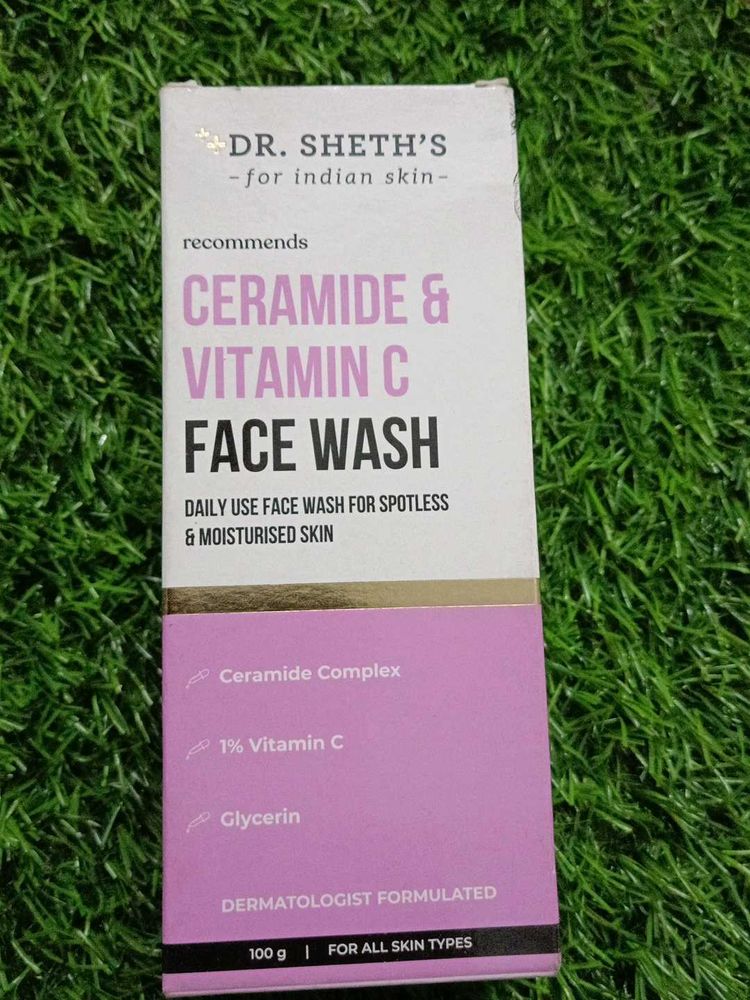 DR. SHETH'S
-for indian skin-
recommends
CERAMIDE &
VITAMIN C
FACE WASH
DAILY USE FACE WASH FOR SPOTLESS
& MOISTURISED SKIN
Ceramide Complex
1% Vitamin C
Glycerin
DERMATOLOGIST FORMULATED
100 g | FOR ALL SKIN TYPES